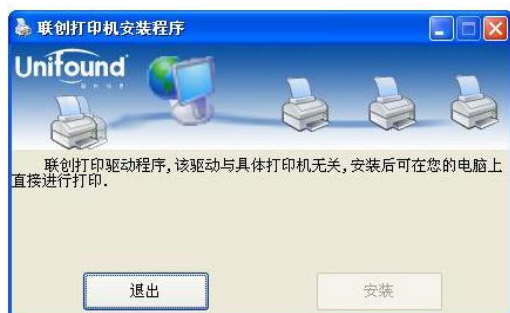 联创打印机安装程序
Unifound
联创打印驱动程序,该驱动与具体打印机无关,安装后可在您的电脑上
直接进行打印.
退出
安装